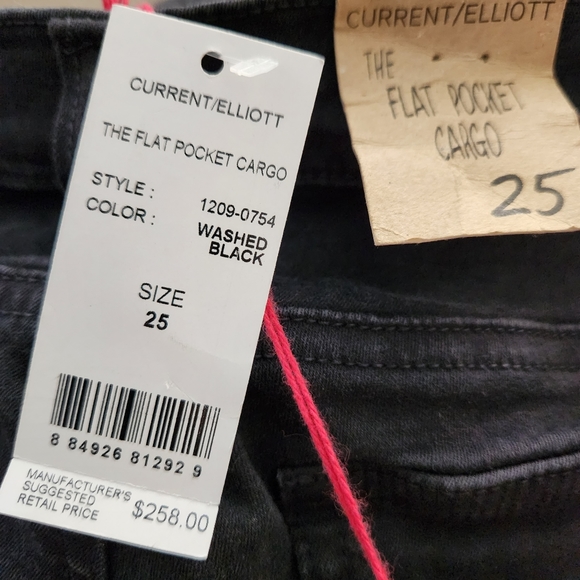 CURRENT/ELLIOTT
THE FLAT POCKET CARGO
STYLE : 1209-0754
COLOR : WASHED
BLACK
SIZE
25
8 84926 81292 9
MANUFACTURER'S
SUGGESTED
RETAIL PRICE
$258.00
CURRENT/ELLIOTT
THE
FLAT POCKET
CARGO
25